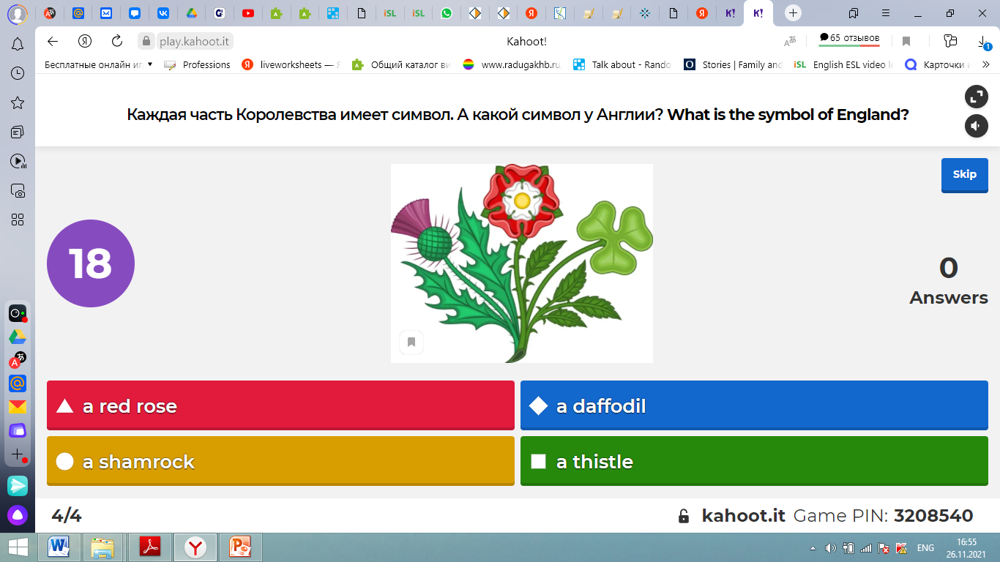 K!
K!
play.kahoot.it
Kahoot!
65 отзывов
1
Бесплатные онлайн иг
Professions
liveworksheets — Я
Общий каталог ви
www.radugakhb.ru
Talk about - Rando
Stories | Family and
iSL English ESL video le
Карточки и
Каждая часть Королевства имеет символ. А какой символ у Англии? What is the symbol of England?
Skip
18
0
Answers
a red rose
a daffodil
a shamrock
a thistle
4/4
kahoot.it Game PIN: 3208540
ENG
16:55
26.11.2021